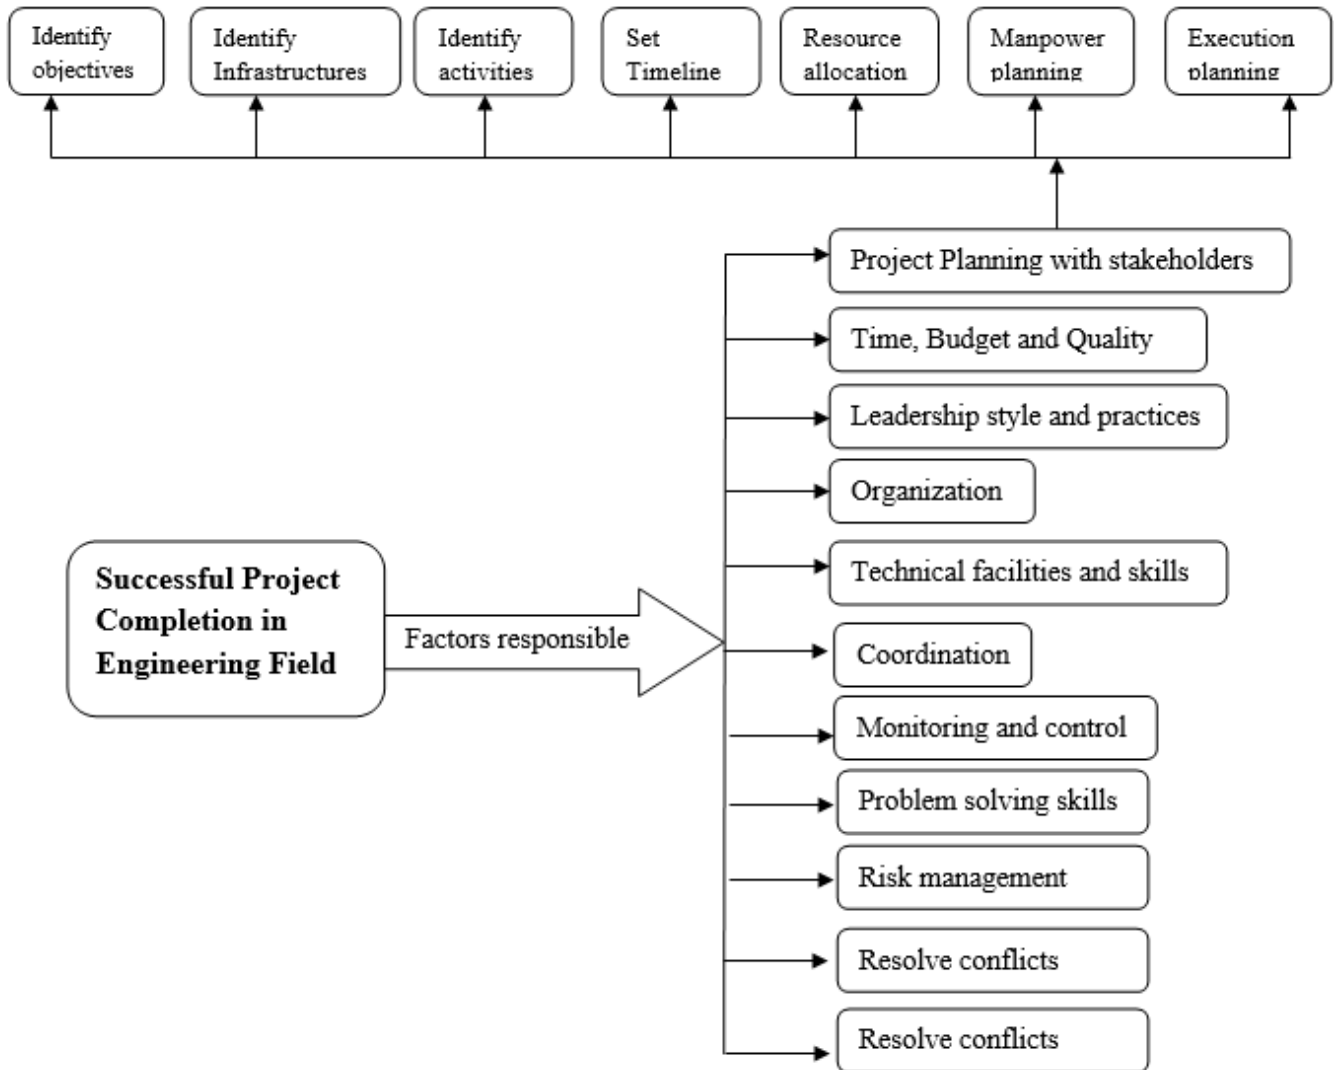 Identify
objectives
Identify
Infrastructures
Identify
activities
Set
Timeline
Resource
allocation
Manpower
planning
Execution
planning
Project Planning with stakeholders
Time, Budget and Quality
Leadership style and practices
Organization
Technical facilities and skills
Successful Project
Completion in
Engineering Field
Factors responsible
Coordination
Monitoring and control
Problem solving skills
Risk management
Resolve conflicts
Resolve conflicts